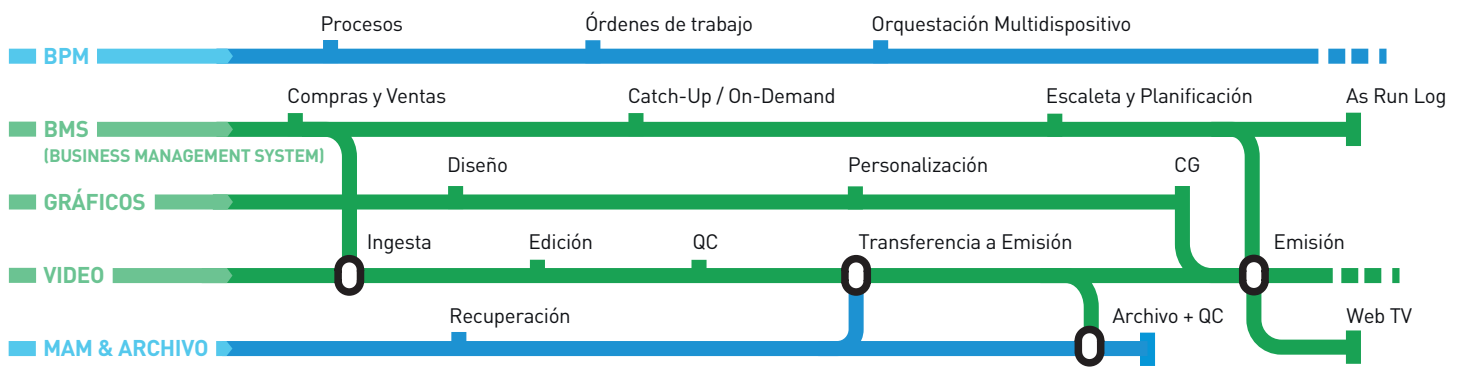 Procesos
Órdenes de trabajo
Orquestación Multidispositivo
BPM
Compras y Ventas
Catch-Up / On-Demand
Escaleta y Planificación
As Run Log
BMS
(BUSINESS MANAGEMENT SYSTEM)
Diseño
Personalización
CG
GRÁFICOS
Ingesta
Edición
QC
Transferencia a Emisión
Emisión
VIDEO
Recuperación
Archivo + QC
Web TV
MAM & ARCHIVO